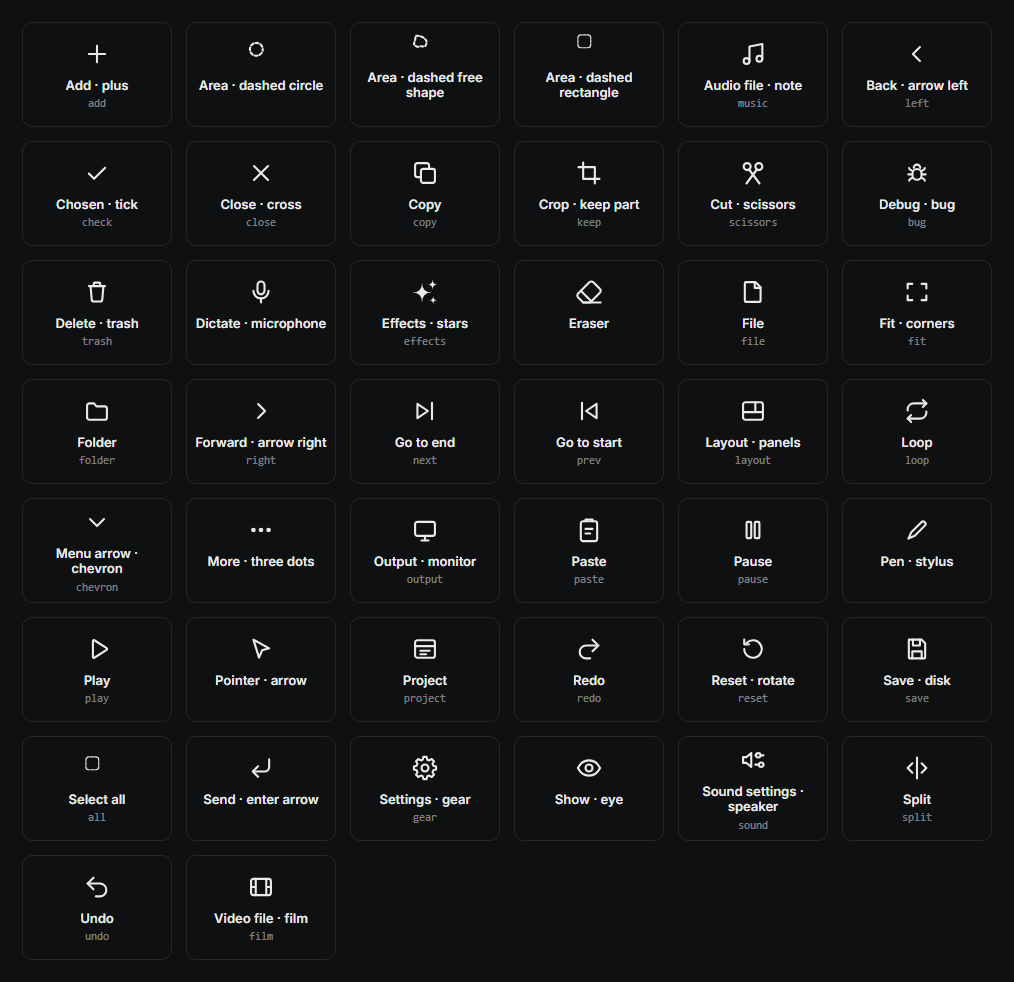 Add · plus
add
Area · dashed circle
Area · dashed free
shape
Area · dashed
rectangle
Audio file · note
music
Back · arrow left
left
Chosen · tick
check
Close · cross
close
Copy
copy
Crop · keep part
keep
Cut · scissors
scissors
Debug · bug
bug
Delete · trash
trash
Dictate · microphone
Effects · stars
effects
Eraser
File
file
Fit · corners
fit
Folder
folder
Forward · arrow right
right
Go to end
next
Go to start
prev
Layout · panels
layout
Loop
loop
Menu arrow ·
chevron
chevron
More · three dots
Output · monitor
output
Paste
paste
Pause
pause
Pen · stylus
Play
play
Pointer · arrow
Project
project
Redo
redo
Reset · rotate
reset
Save · disk
save
Select all
all
Send · enter arrow
Settings · gear
gear
Show · eye
Sound settings ·
speaker
sound
Split
split
Undo
undo
Video file · film
film